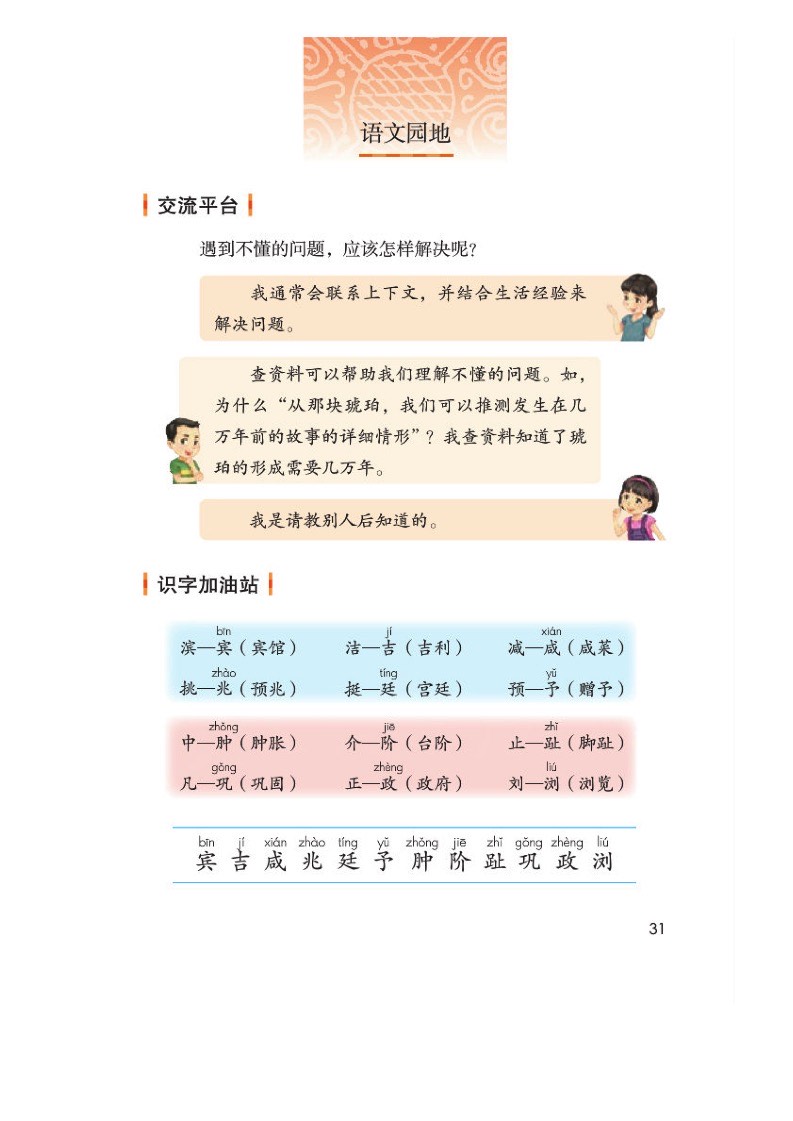 语文园地
交流平台
遇到不懂的问题，应该怎样解决呢？
我通常会联系上下文，并结合生活经验来
解决问题。
查资料可以帮助我们理解不懂的问题。如，
为什么“从那块琥珀，我们可以推测发生在几
万年前的故事的详细情形”？我查资料知道了琥
珀的形成需要几万年。
我是请教别人后知道的。
识字加油站
bīn jí xián
滨—宾（宾馆） 洁—吉（吉利） 减—咸（咸菜）
zhào tíng yǔ
挑—兆（预兆） 挺—廷（宫廷） 预—予（赠予）
zhǒng jiē zhǐ
中—肿（肿胀） 介—阶（台阶） 止—趾（脚趾）
gǒng zhèng liú
凡—巩（巩固） 正—政（政府） 刘—浏（浏览）
bīn jí xián zhào tíng yǔ zhǒng jiē zhǐ gǒng zhèng liú
宾 吉 咸 兆 廷 予 肿 阶 趾 巩 政 浏
31